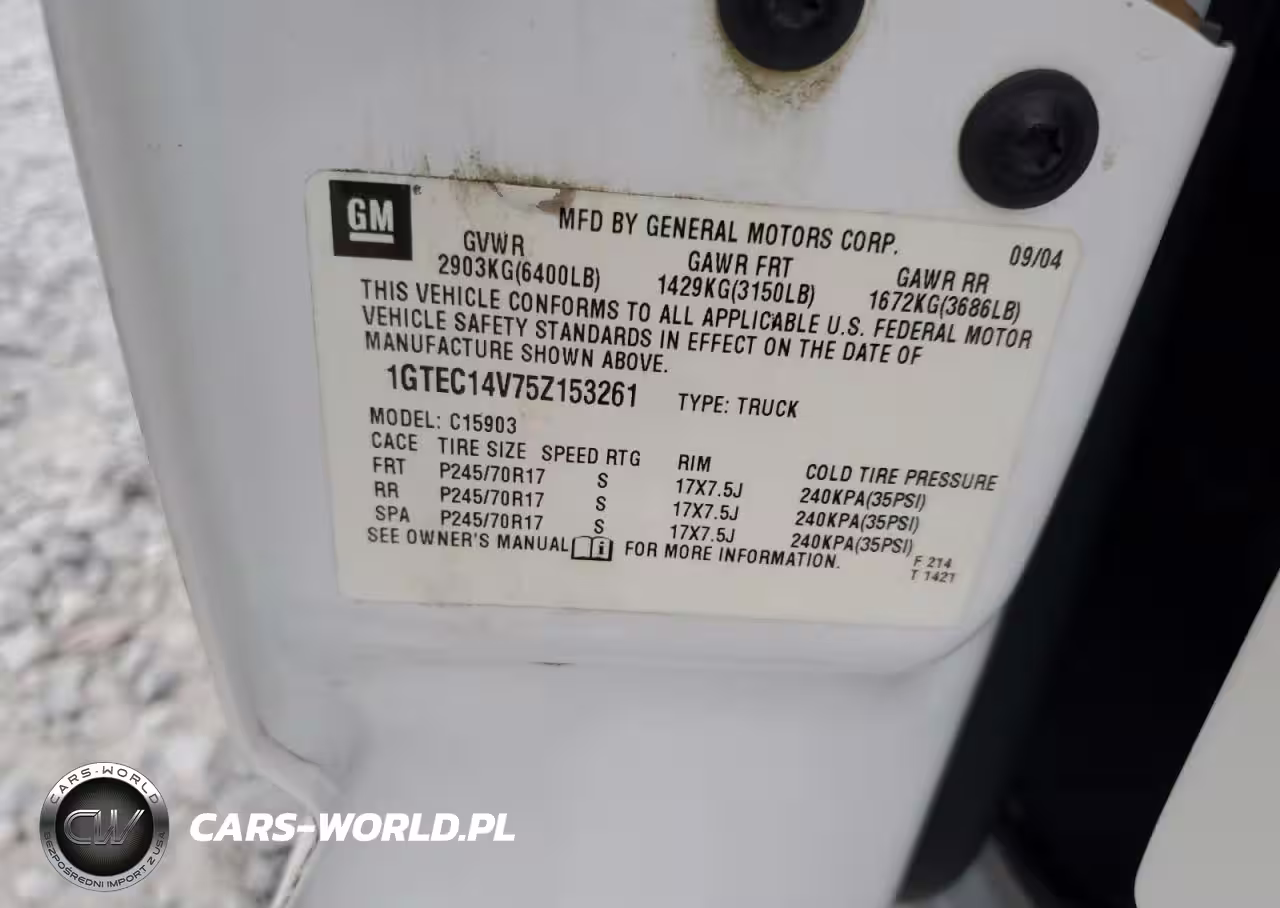 GM
MFD BY GENERAL MOTORS CORP. 09/04
GVWR GAWR FRT GAWR RR
2903KG(6400LB) 1429KG(3150LB) 1672KG(3686LB)
THIS VEHICLE CONFORMS TO ALL APPLICABLE U.S. FEDERAL MOTOR
VEHICLE SAFETY STANDARDS IN EFFECT ON THE DATE OF
MANUFACTURE SHOWN ABOVE.
1GTEC14V75Z153261 TYPE: TRUCK
MODEL: C15903
CACE TIRE SIZE SPEED RTG RIM COLD TIRE PRESSURE
FRT P245/70R17 S 17X7.5J 240KPA(35PSI)
RR P245/70R17 S 17X7.5J 240KPA(35PSI)
SPA P245/70R17 S 17X7.5J 240KPA(35PSI)
SEE OWNER'S MANUAL i FOR MORE INFORMATION.
F 214
T 1421
CARS-WORLD
CW
BEZPOŚREDNI IMPORT Z USA
CARS-WORLD.PL